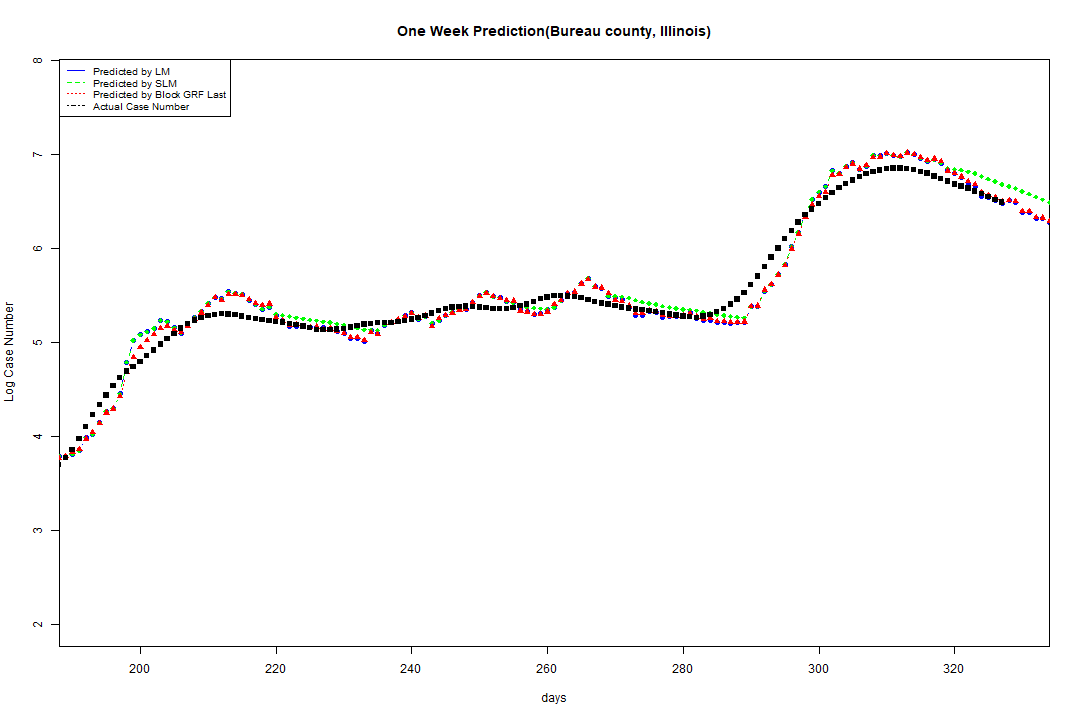 One Week Prediction(Bureau county, Illinois)
Predicted by LM
Predicted by SLM
Predicted by Block GRF Last
Actual Case Number
8
7
6
5
4
3
2
Log Case Number
200 220 240 260 280 300 320
days